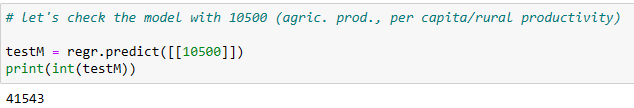 # let's check the model with 10500 (agric. prod., per capita/rural productivity)
testM = regr.predict([[10500]])
print(int(testM))
41543